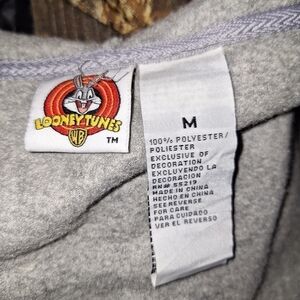 LOONEY TUNES
WB
TM
M
100% POLYESTER/
POLIESTER
EXCLUSIVE OF
DECORATION
EXCLUYENDO LA
DECORACION
RN# 55219
MADE IN CHINA
HECHO EN CHINA
SEE REVERSE
FOR CARE
PARA CUIDADO
VER EL REVERSO